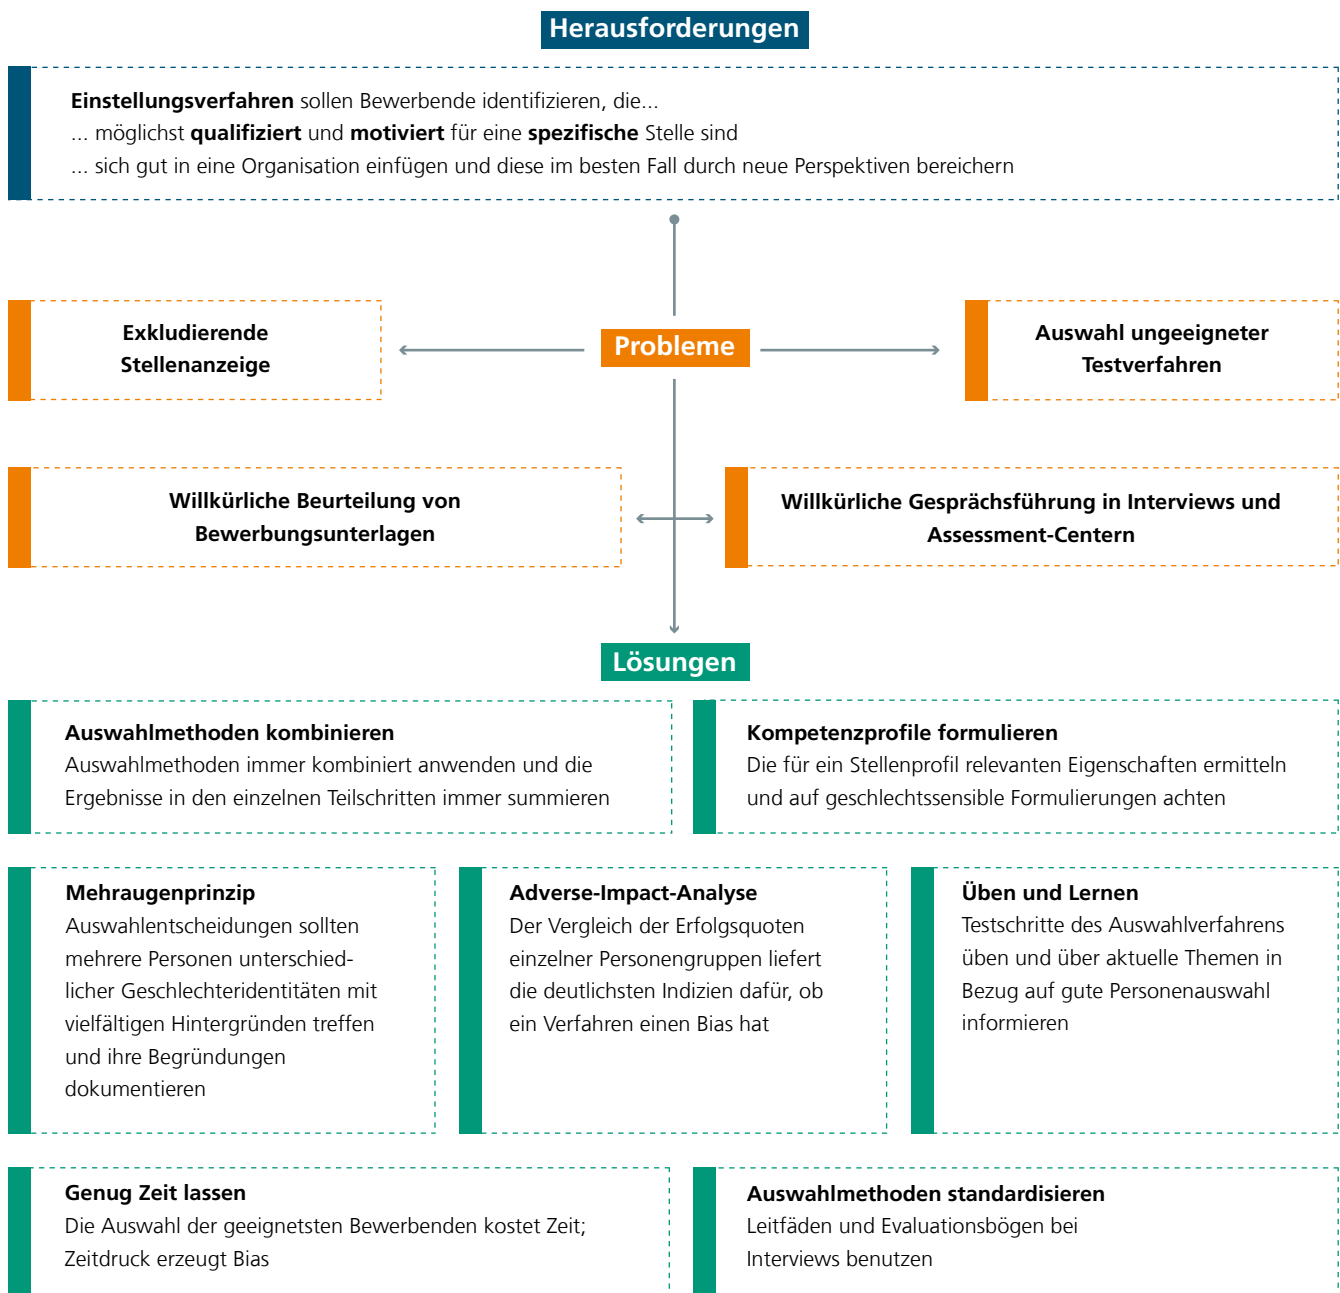 Herausforderungen
Einstellungsverfahren sollen Bewerbende identifizieren, die...
... möglichst qualifiziert und motiviert für eine spezifische Stelle sind
... sich gut in eine Organisation einfügen und diese im besten Fall durch neue Perspektiven bereichern
Exkludierende
Stellenanzeige
Probleme
Auswahl ungeeigneter
Testverfahren
Willkürliche Beurteilung von
Bewerbungsunterlagen
Willkürliche Gesprächsführung in Interviews und
Assessment-Centern
Lösungen
Auswahlmethoden kombinieren
Auswahlmethoden immer kombiniert anwenden und die
Ergebnisse in den einzelnen Teilschritten immer summieren
Kompetenzprofile formulieren
Die für ein Stellenprofil relevanten Eigenschaften ermitteln
und auf geschlechtssensible Formulierungen achten
Mehraugenprinzip
Auswahlentscheidungen sollten
mehrere Personen unterschied-
licher Geschlechteridentitäten mit
vielfältigen Hintergründen treffen
und ihre Begründungen
dokumentieren
Adverse-Impact-Analyse
Der Vergleich der Erfolgsquoten
einzelner Personengruppen liefert
die deutlichsten Indizien dafür, ob
ein Verfahren einen Bias hat
Üben und Lernen
Testschritte des Auswahlverfahrens
üben und über aktuelle Themen in
Bezug auf gute Personenauswahl
informieren
Genug Zeit lassen
Die Auswahl der geeignetsten Bewerbenden kostet Zeit;
Zeitdruck erzeugt Bias
Auswahlmethoden standardisieren
Leitfäden und Evaluationsbögen bei
Interviews benutzen